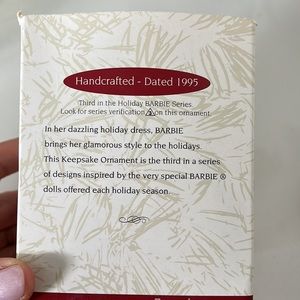 Handcrafted - Dated 1995
Third in the Holiday BARBIE Series.
Look for series verification on this ornament.
In her dazzling holiday dress, BARBIE
brings her glamorous style to the holidays.
This Keepsake Ornament is the third in a series
of designs inspired by the very special BARBIE ®
dolls offered each holiday season.